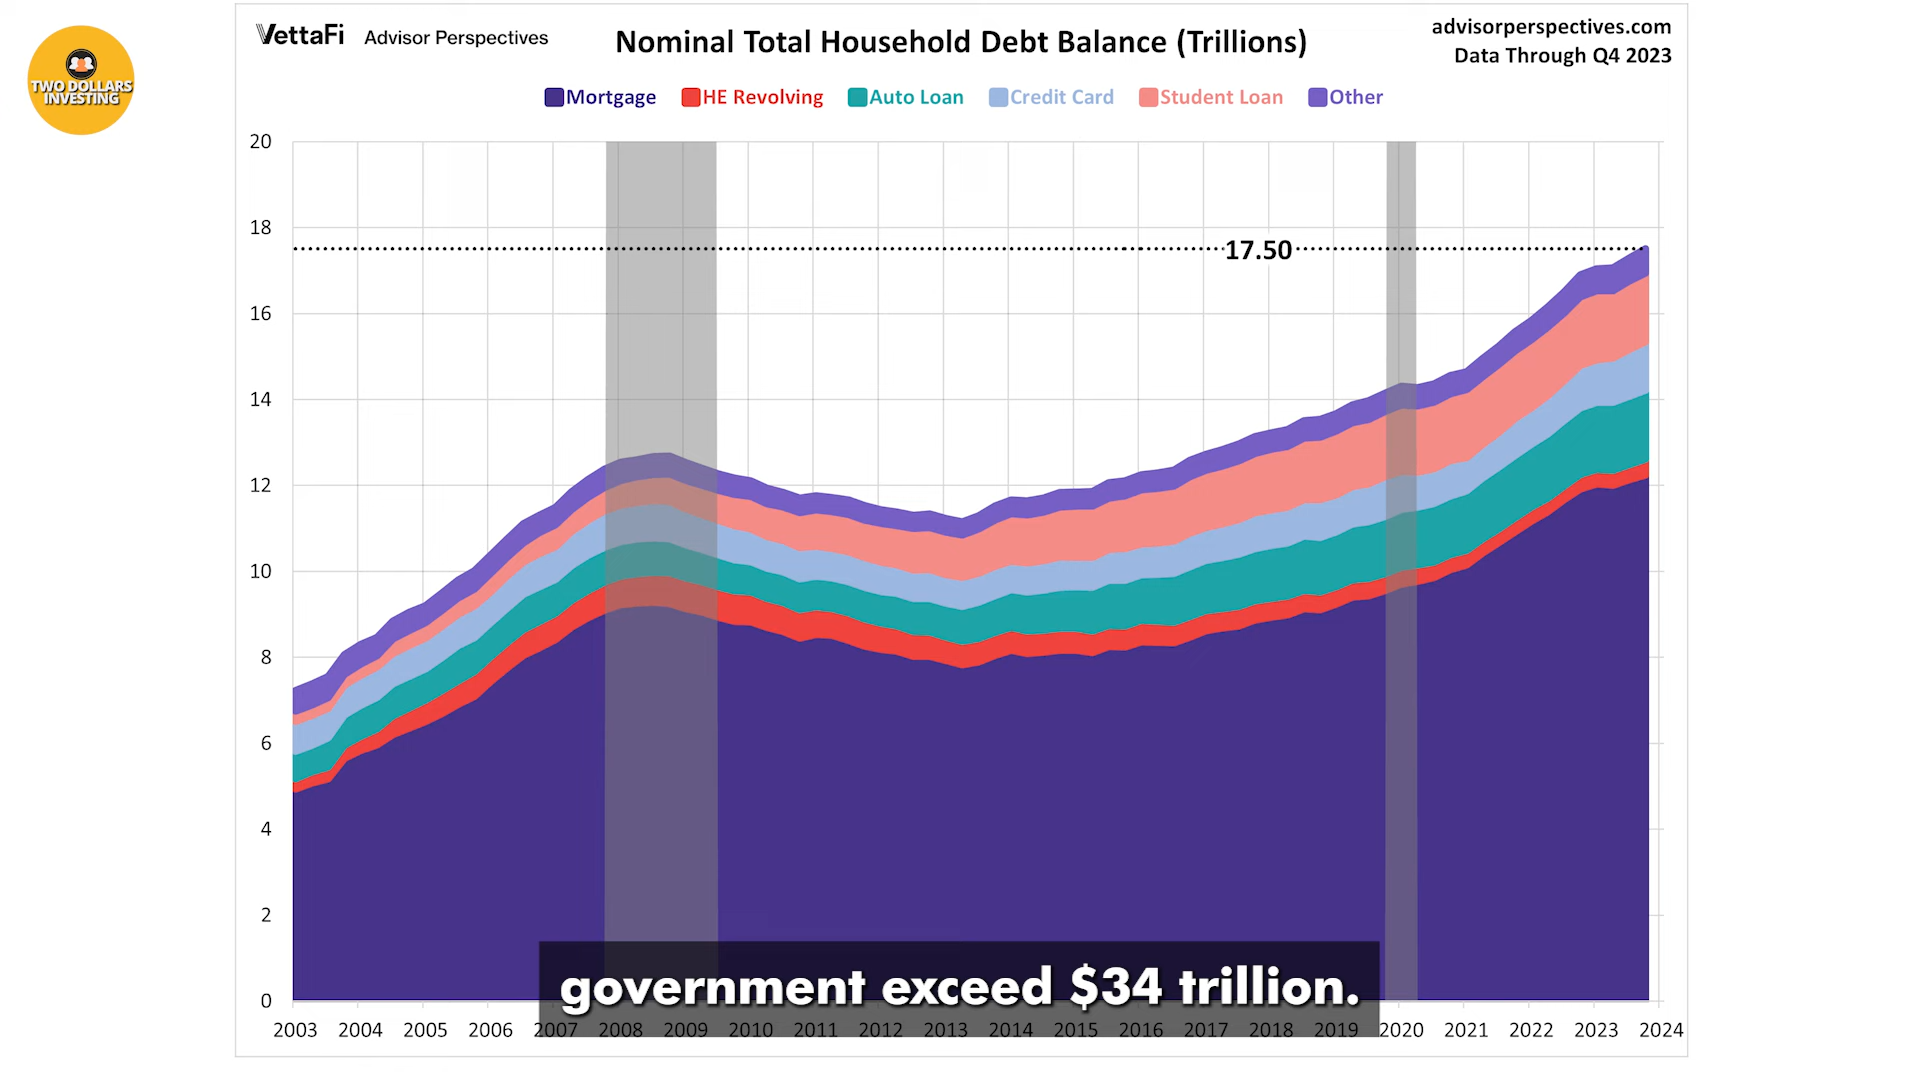 TWO DOLLARS
INVESTING
VettaFi Advisor Perspectives
Nominal Total Household Debt Balance (Trillions)
advisorperspectives.com
Data Through Q4 2023
Mortgage HE Revolving Auto Loan Credit Card Student Loan Other
20
18
17.50
16
14
12
10
8
6
4
2
0
government exceed $34 trillion.
2003 2004 2005 2006 2007 2008 2009 2010 2011 2012 2013 2014 2015 2016 2017 2018 2019 2020 2021 2022 2023 2024